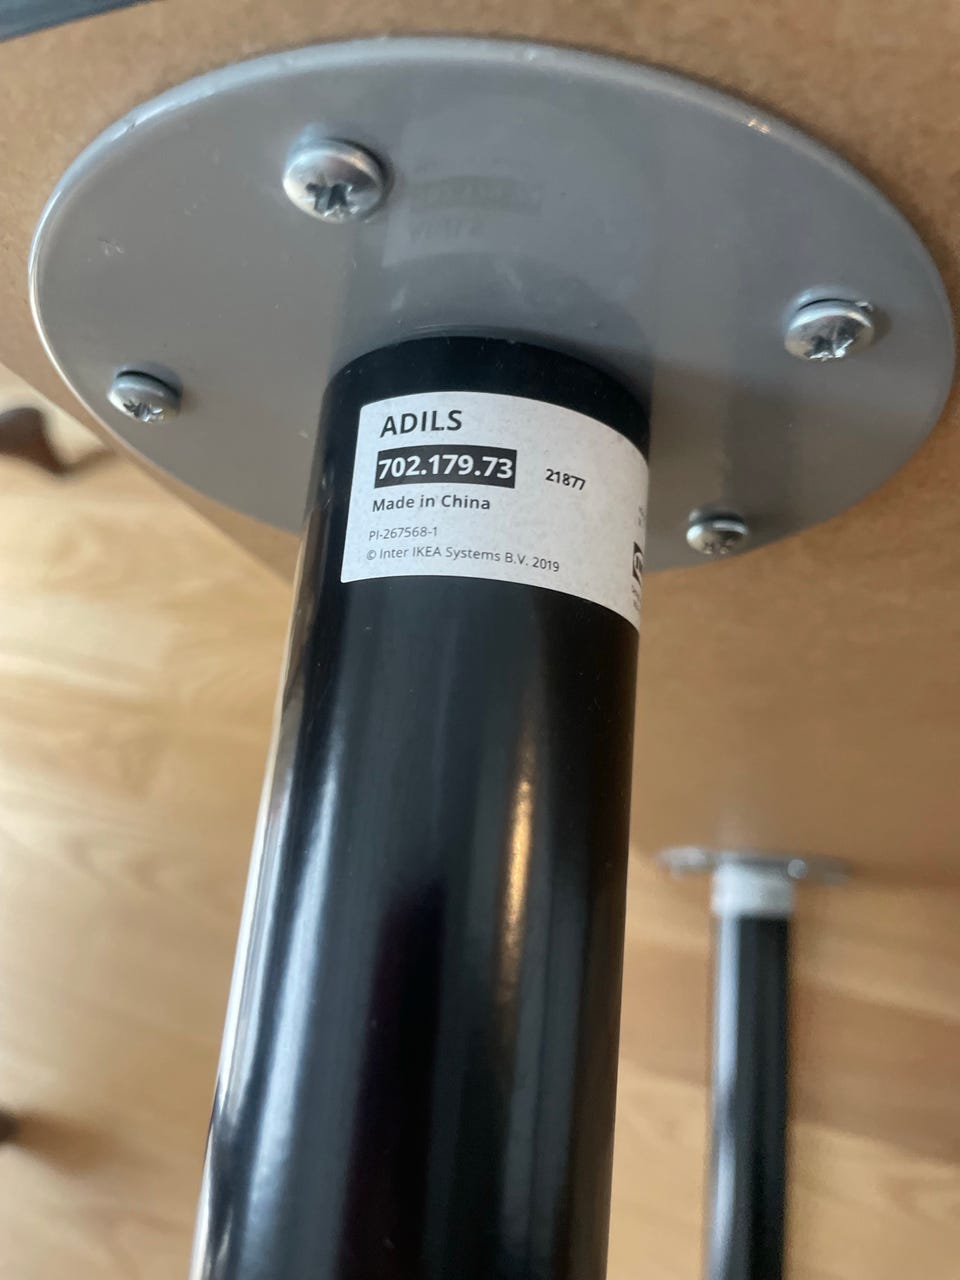 ADILS
702.179.73 21877
Made in China
PI-267568-1
© Inter IKEA Systems B.V. 2019